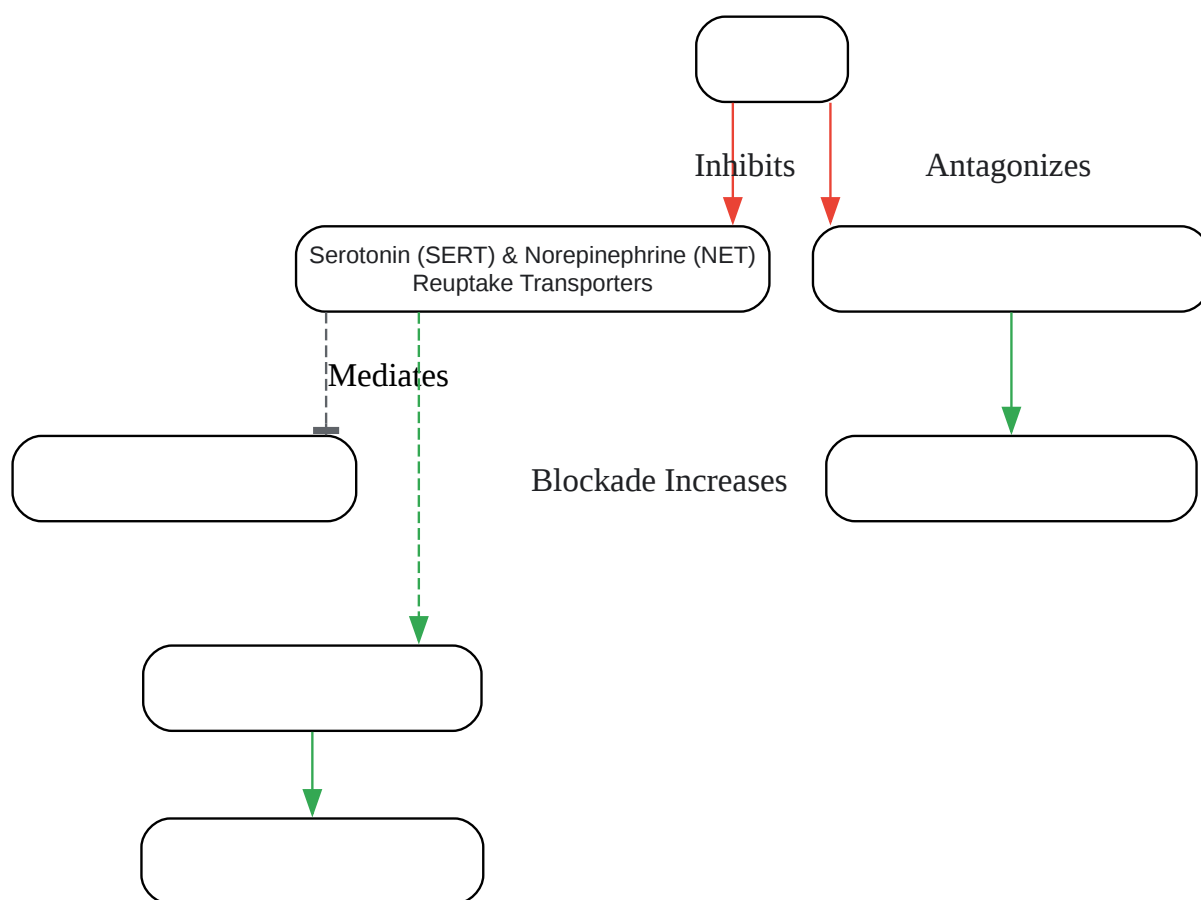 Inhibits
Antagonizes
Serotonin (SERT) & Norepinephrine (NET)
Reuptake Transporters
Mediates
Blockade Increases